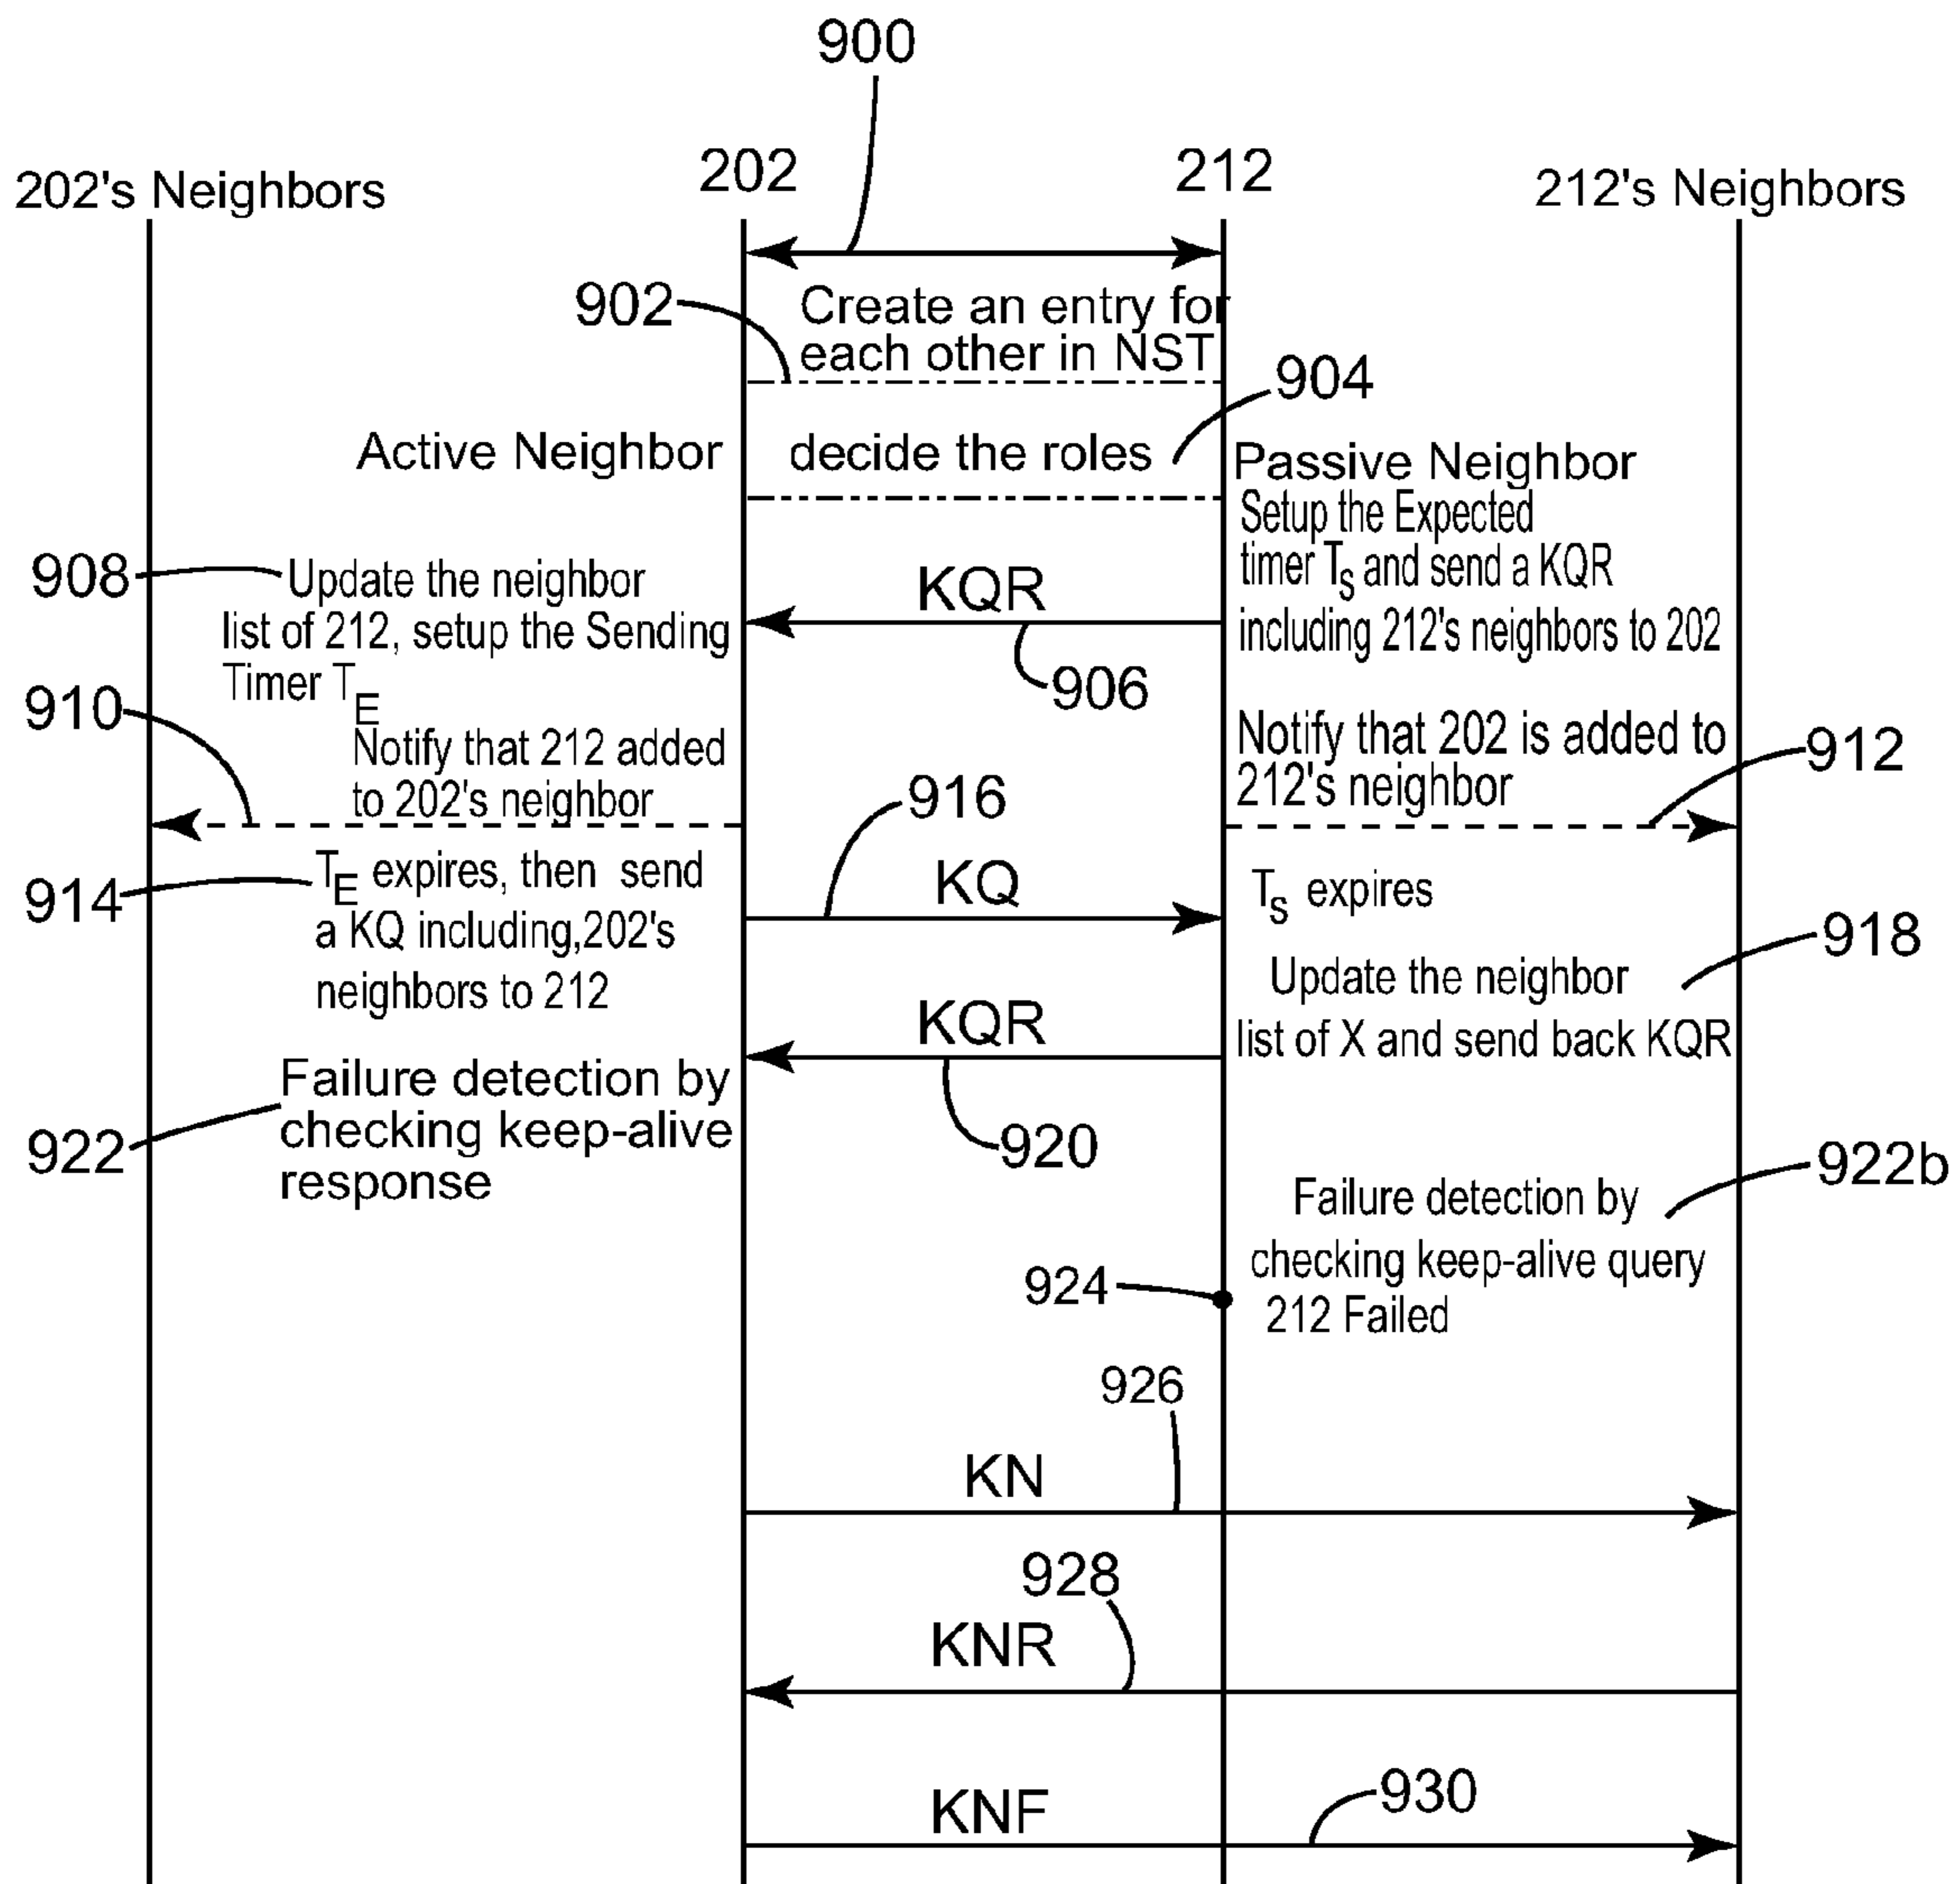 900
202
212
202's Neighbors
212's Neighbors
902
Create an entry for
each other in NST
904
Active Neighbor
decide the roles
Passive Neighbor
Setup the Expected
timer TS and send a KQR
including 212's neighbors to 202
908
Update the neighbor
list of 212, setup the Sending
Timer TE
KQR
906
910
Notify that 212 added
to 202's neighbor
Notify that 202 is added to
212's neighbor
912
916
914
TE expires, then send
a KQ including,202's
neighbors to 212
KQ
TS expires
918
Update the neighbor
list of X and send back KQR
KQR
920
922
Failure detection by
checking keep-alive
response
922b
Failure detection by
checking keep-alive query
924
212 Failed
926
KN
928
KNR
930
KNF